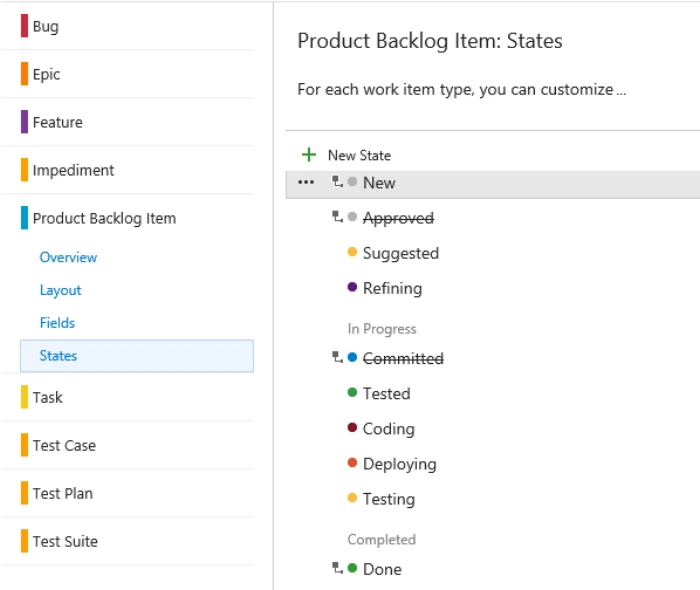 Bug
Epic
Feature
Impediment
Product Backlog Item
Overview
Layout
Fields
States
Task
Test Case
Test Plan
Test Suite
Product Backlog Item: States
For each work item type, you can customize ...
+ New State
••• New
Approved
Suggested
Refining
In Progress
Committed
Tested
Coding
Deploying
Testing
Completed
Done